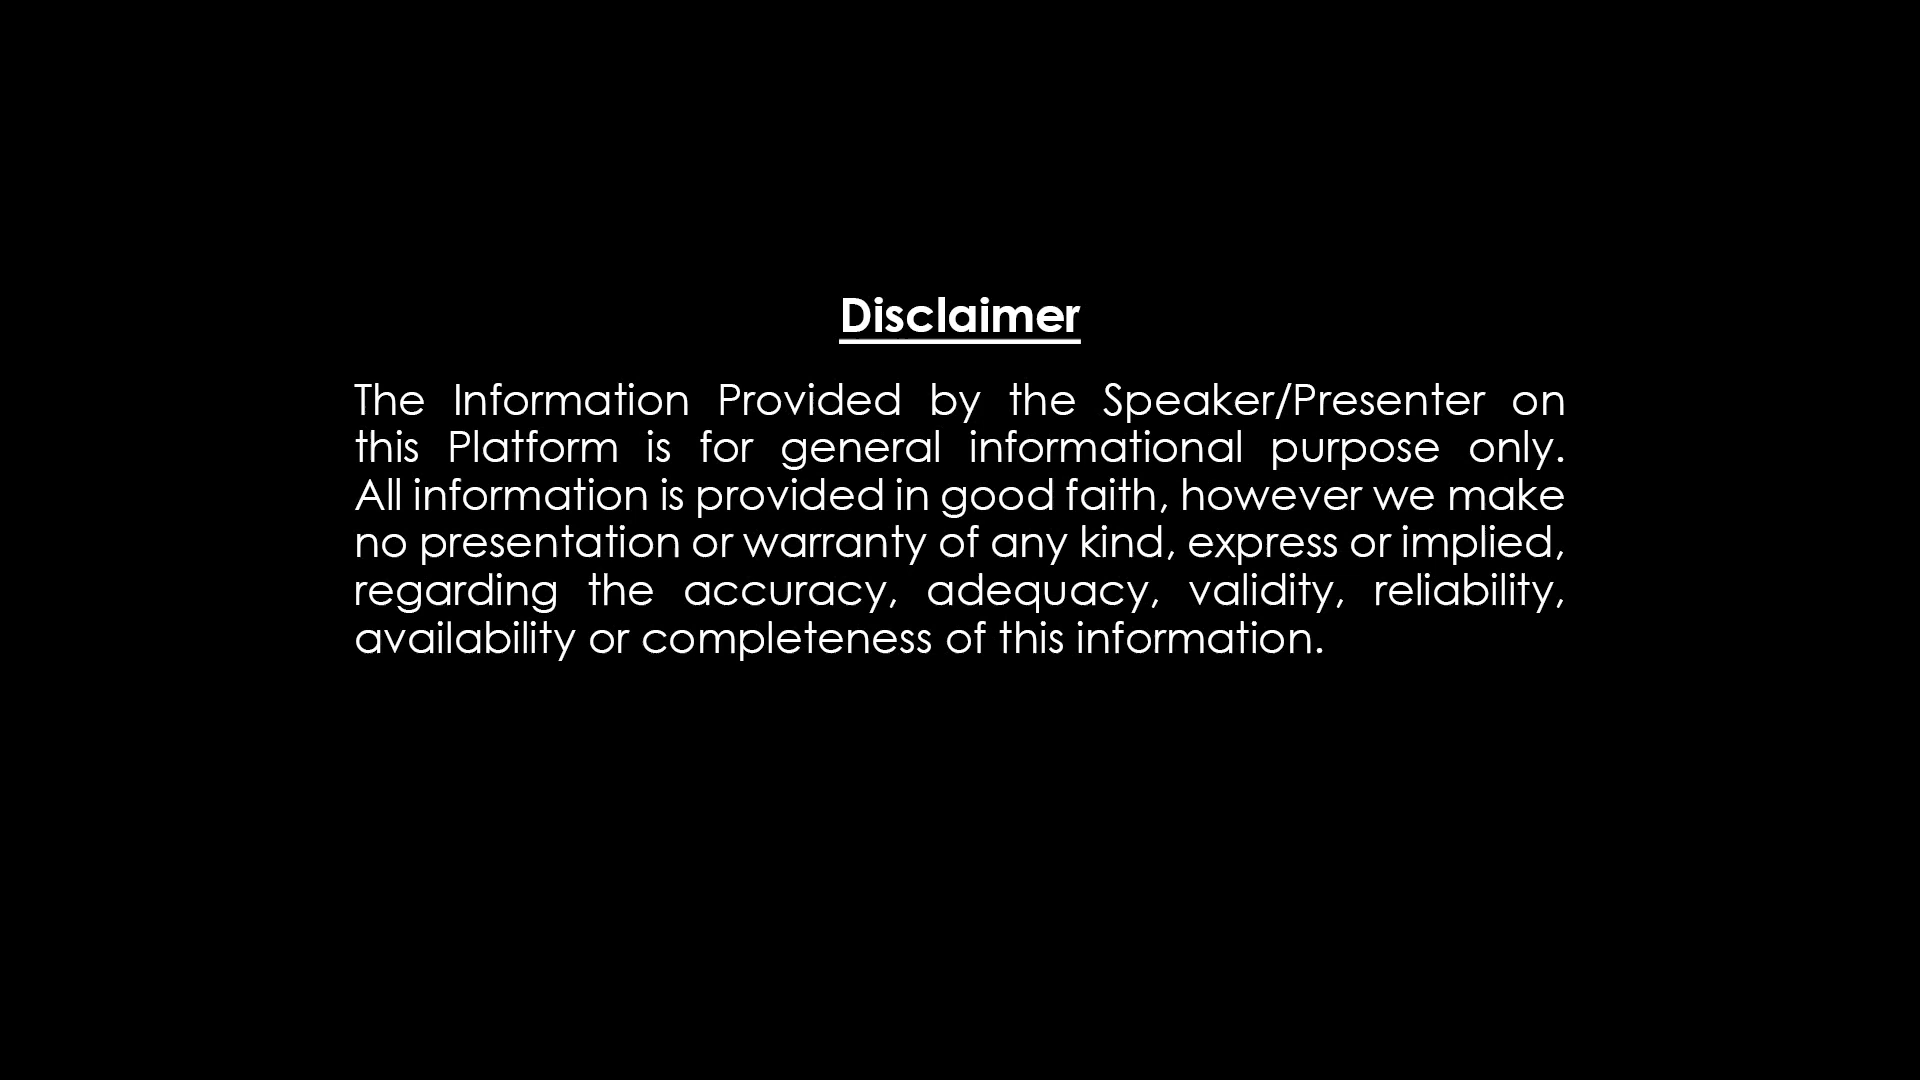 Disclaimer
The Information Provided by the Speaker/Presenter on
this Platform is for general informational purpose only.
All information is provided in good faith, however we make
no presentation or warranty of any kind, express or implied,
regarding the accuracy, adequacy, validity, reliability,
availability or completeness of this information.